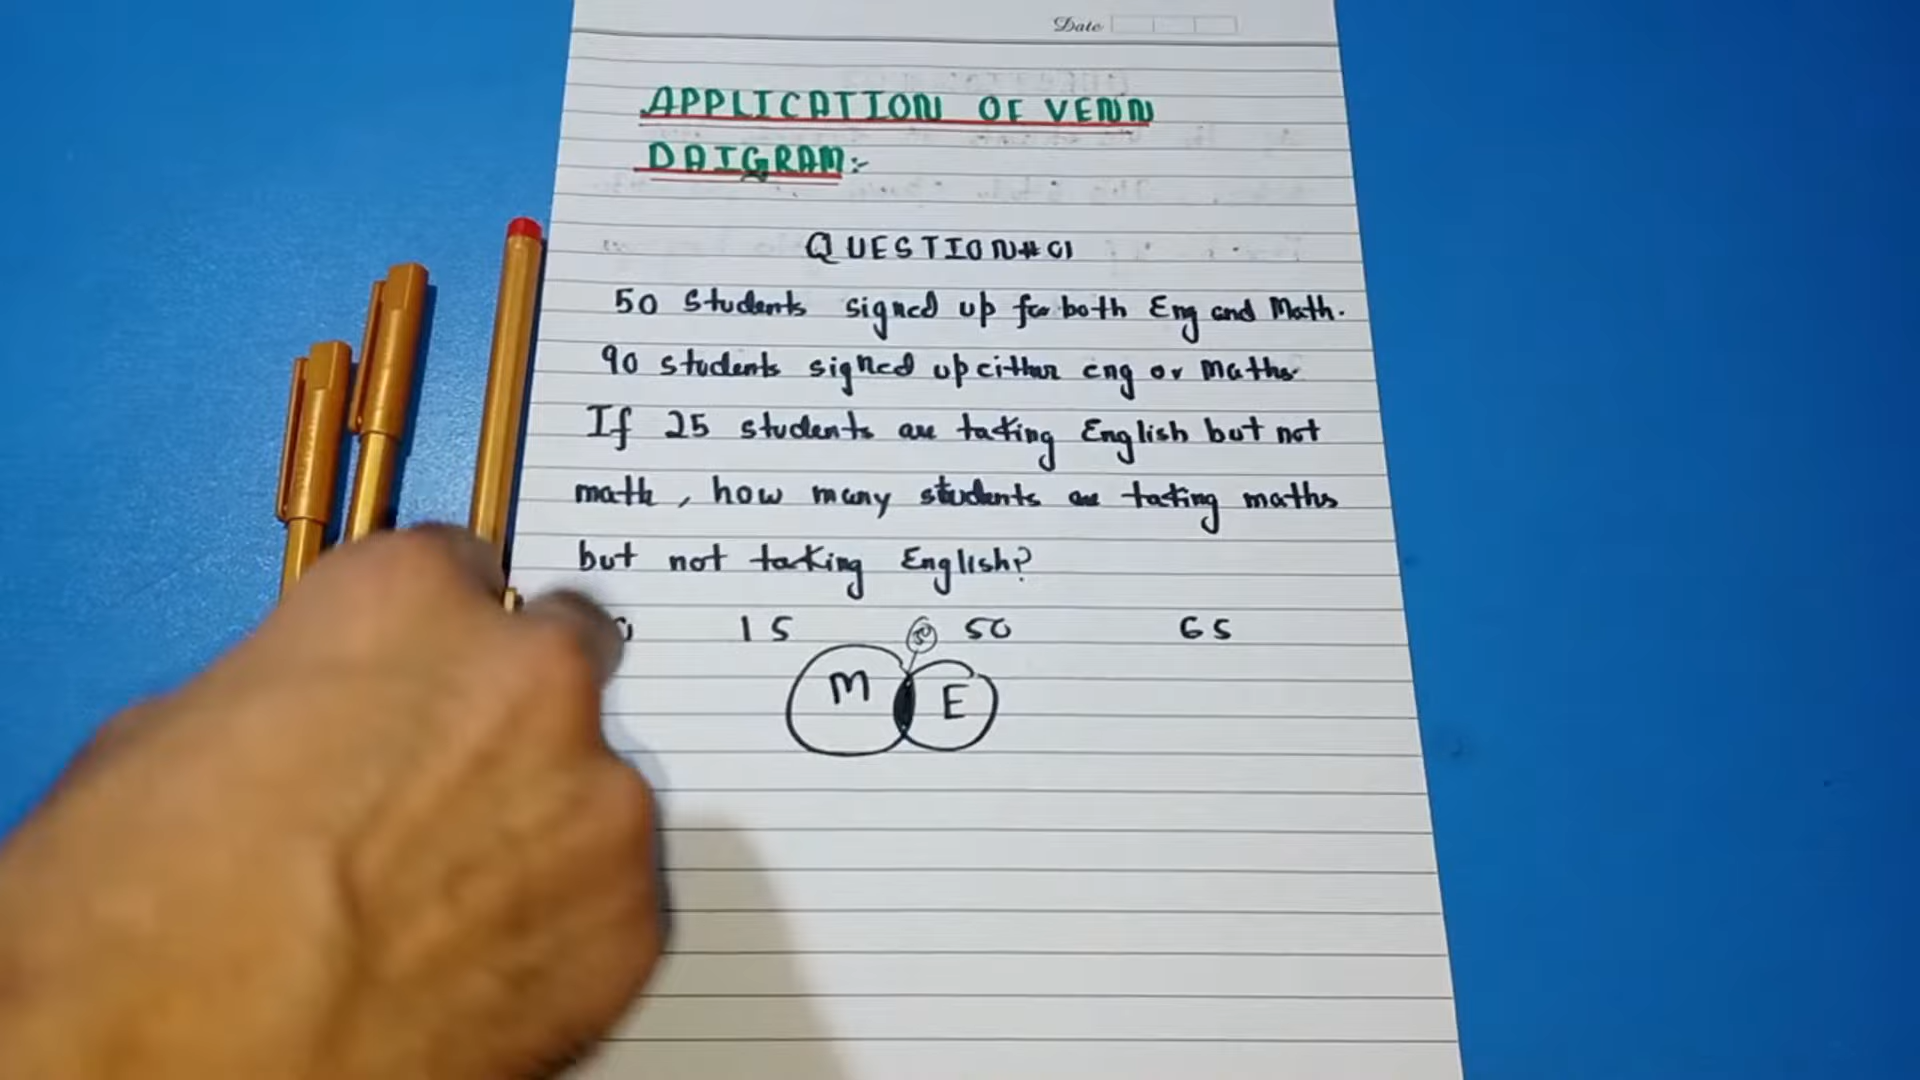 Date
APPLICATION OF VENN
DAIGRAM:-
QUESTION#01
50 Students signed up for both Eng and Math.
90 students signed up either eng or maths.
If 25 students are taking English but not
math, how many students are taking maths
but not taking English?
15 50 65
50
M E